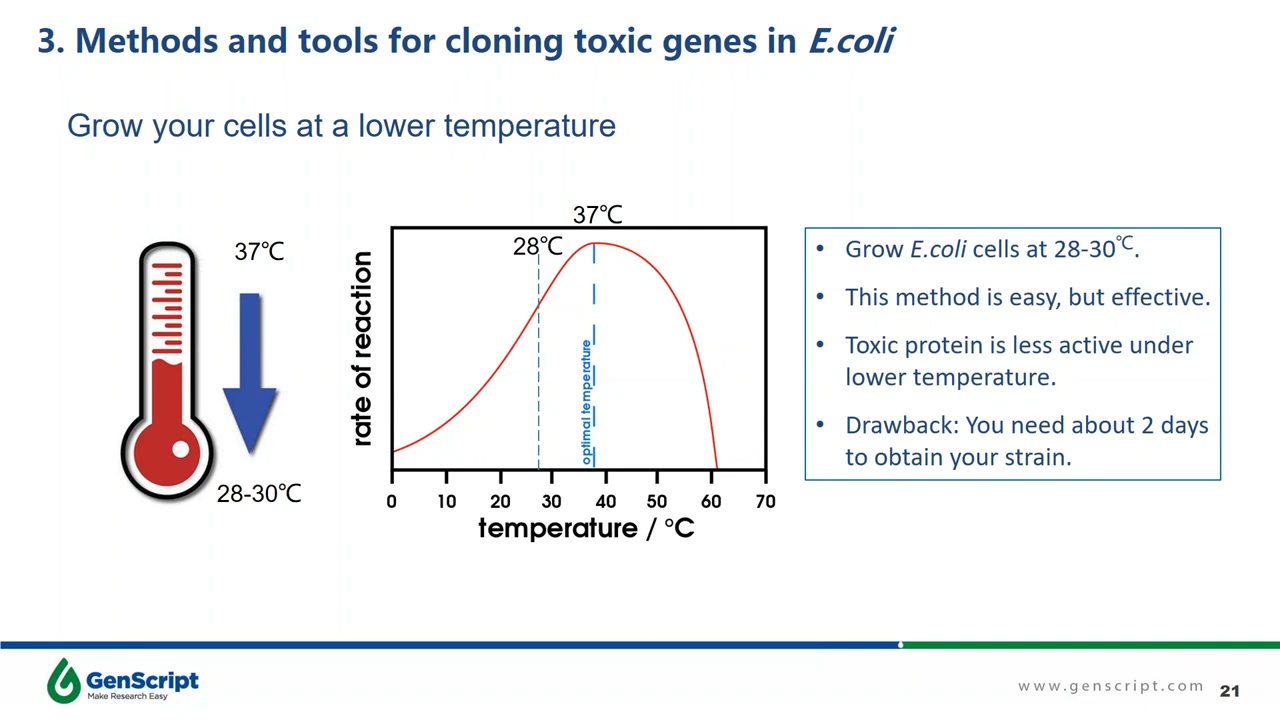 3. Methods and tools for cloning toxic genes in E.coli
Grow your cells at a lower temperature
37℃
28-30℃
37℃
28℃
rate of reaction
optimal temperature
0 10 20 30 40 50 60 70
temperature / °C
• Grow E.coli cells at 28-30℃.
• This method is easy, but effective.
• Toxic protein is less active under
lower temperature.
• Drawback: You need about 2 days
to obtain your strain.
GenScript
Make Research Easy
www.genscript.com
21